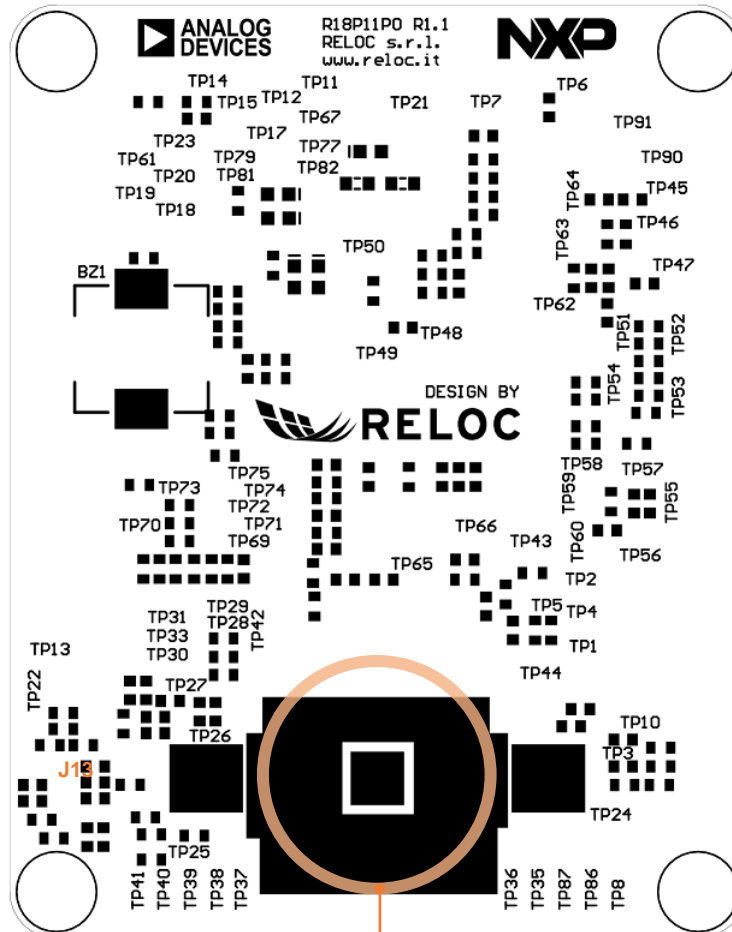 ANALOG
DEVICES
R18P11PO R1.1
RELOC s.r.l.
www.reloc.it
NXP
TP14
TP11
TP6
TP15
TP12
TP21
TP7
TP67
TP91
TP23
TP17
TP77
TP61
TP79
TP82
TP90
TP20
TP81
TP64
TP45
TP19
TP18
TP46
TP63
TP50
BZ1
TP47
TP62
TP49
TP48
TP51
TP52
TP54
TP53
DESIGN BY
RELOC
TP58
TP57
TP75
TP73
TP74
TP59
TP55
TP72
TP70
TP71
TP66
TP60
TP56
TP69
TP43
TP65
TP2
TP29
TP31
TP28
TP42
TP5
TP4
TP33
TP13
TP30
TP1
TP44
TP22
TP27
TP26
TP10
TP3
J13
TP24
TP25
TP41
TP40
TP39
TP38
TP37
TP36
TP35
TP87
TP86
TP8